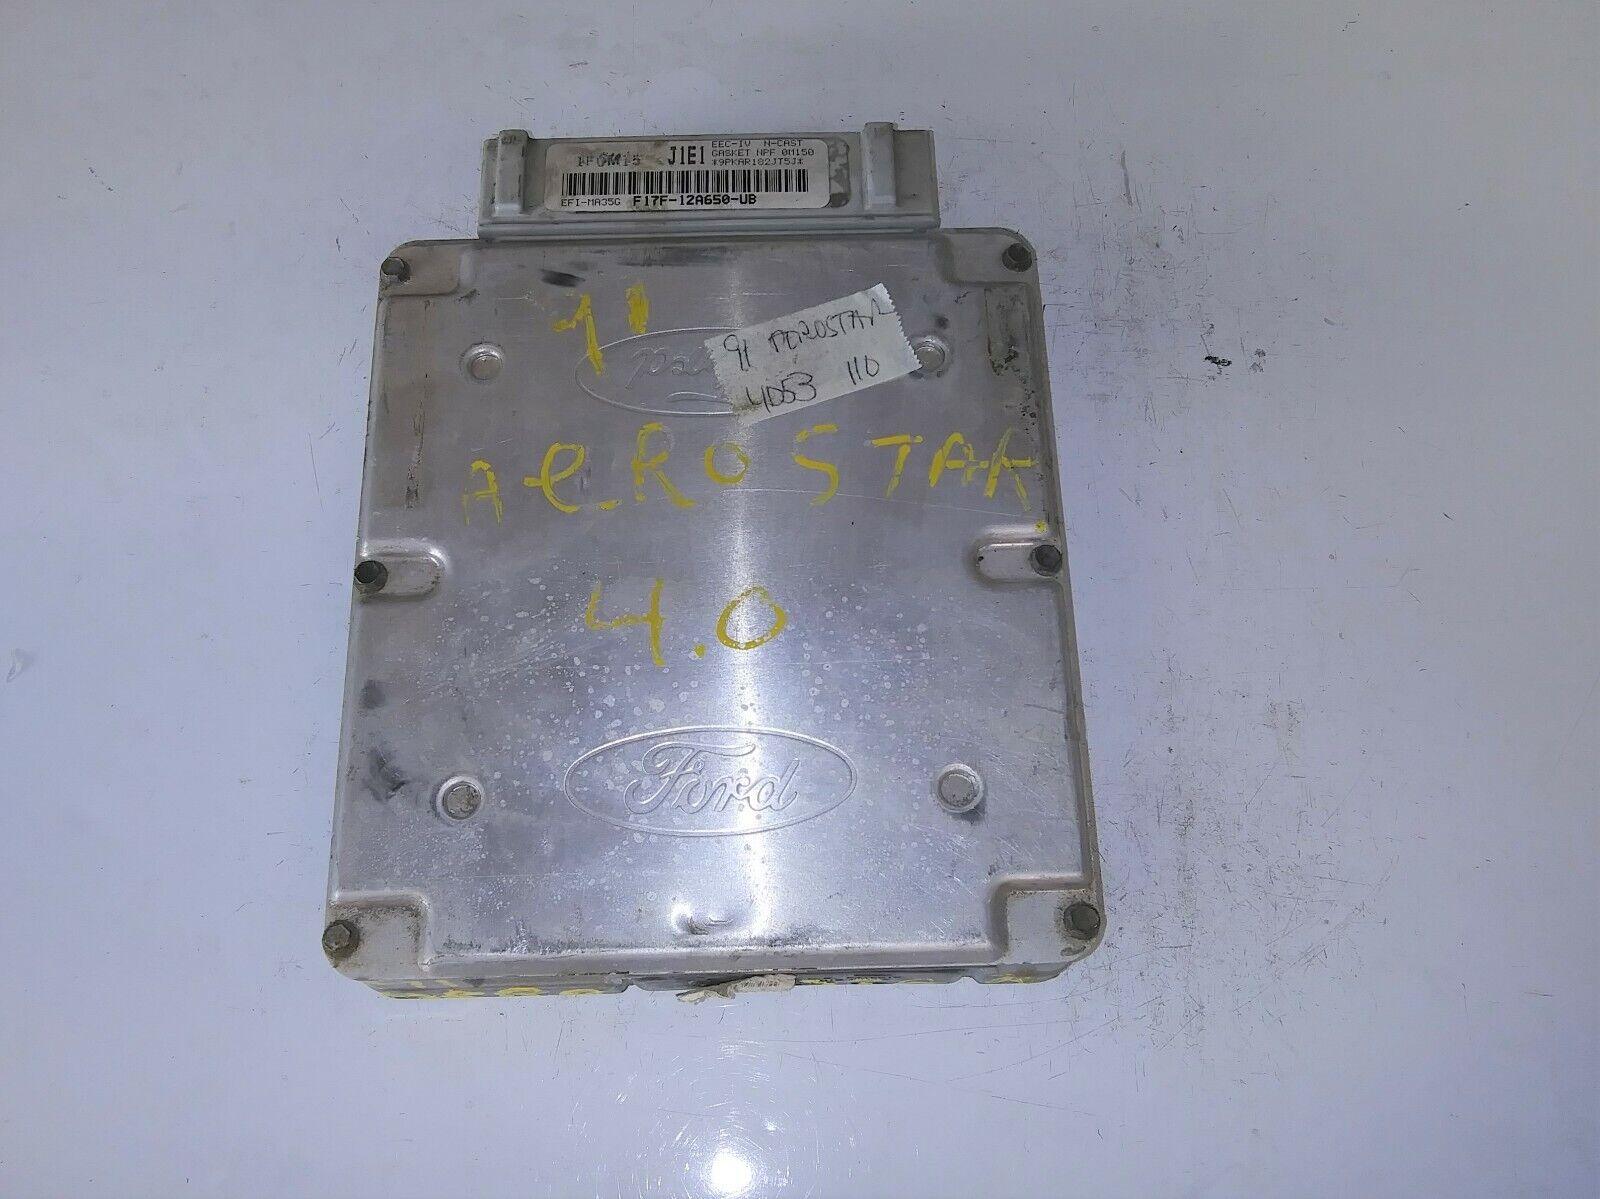 1F0M15 J1E1 EEC-IV N-CAST
GASKET NPF 0M150
*9PKAR182JT5J*
EFI-MA35G F17F-12A650-UB
91
91 AEROSTAR
4D53 110
AeROSTAR
4.0
Ford